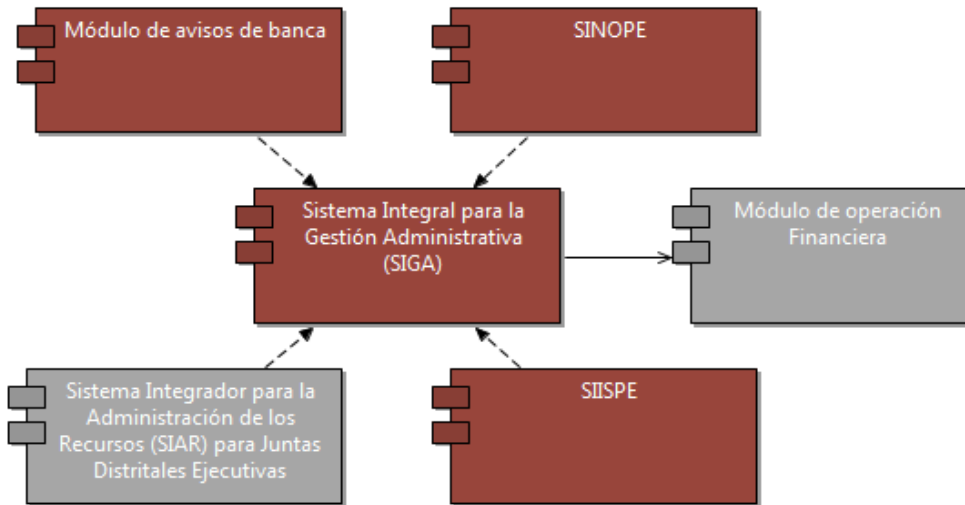 Módulo de avisos de banca
SINOPE
Sistema Integral para la
Gestión Administrativa
(SIGA)
Módulo de operación
Financiera
Sistema Integrador para la
Administración de los
Recursos (SIAR) para Juntas
Distritales Ejecutivas
SIISPE